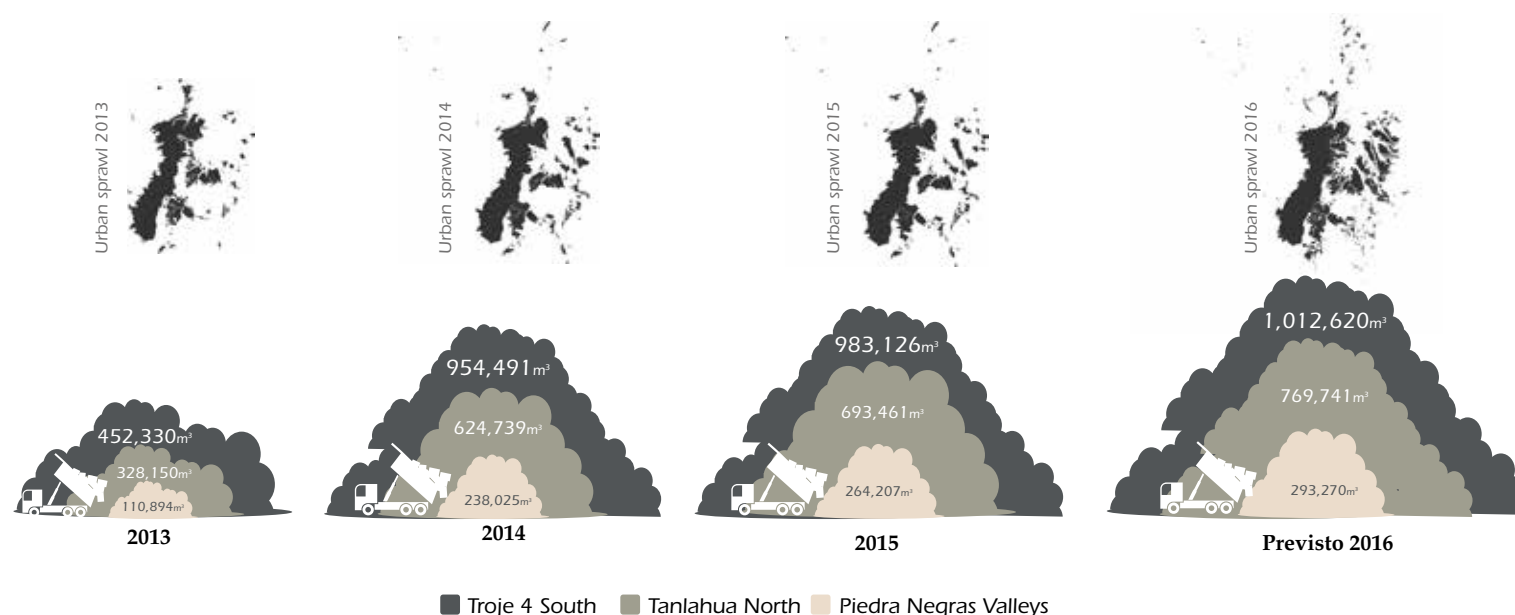 Urban sprawl 2013
Urban sprawl 2014
Urban sprawl 2015
Urban sprawl 2016
452,330m³
328,150m³
110,894m³
2013
954,491m³
624,739m³
238,025m³
2014
983,126m³
693,461m³
264,207m³
2015
1,012,620m³
769,741m³
293,270m³
Previsto 2016
Troje 4 South
Tanlahua North
Piedra Negras Valleys